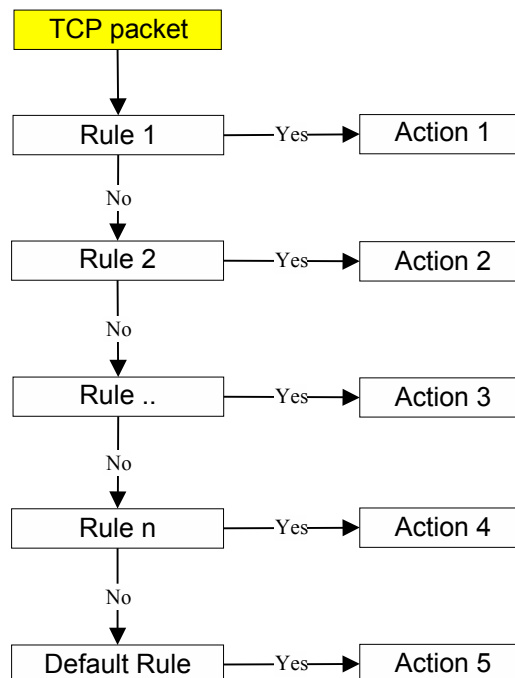 TCP packet
Rule 1
Yes
Action 1
No
Rule 2
Yes
Action 2
No
Rule ..
Yes
Action 3
No
Rule n
Yes
Action 4
No
Default Rule
Yes
Action 5